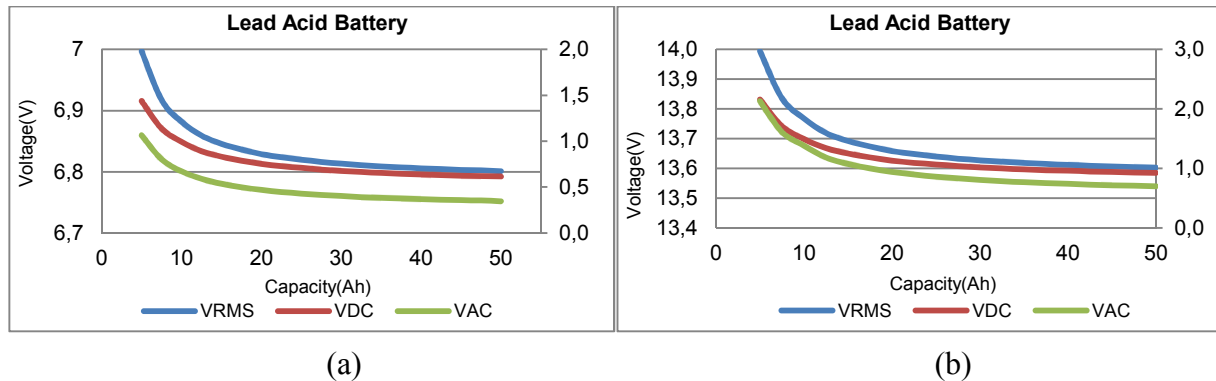 Lead Acid Battery
7
6,9
6,8
6,7
2,0
1,5
1,0
0,5
0,0
0 10 20 30 40 50
Voltage(V)
Capacity(Ah)
VRMS VDC VAC
(a)
Lead Acid Battery
14,0
13,9
13,8
13,7
13,6
13,5
13,4
3,0
2,0
1,0
0,0
0 10 20 30 40 50
Voltage(V)
Capacity(Ah)
VRMS VDC VAC
(b)